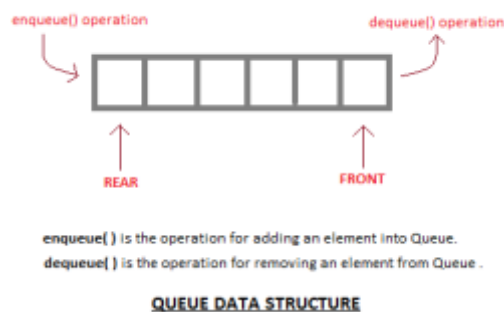 enqueue() operation
dequeue() operation
REAR
FRONT
enqueue( ) is the operation for adding an element into Queue.
dequeue( ) is the operation for removing an element from Queue .
QUEUE DATA STRUCTURE